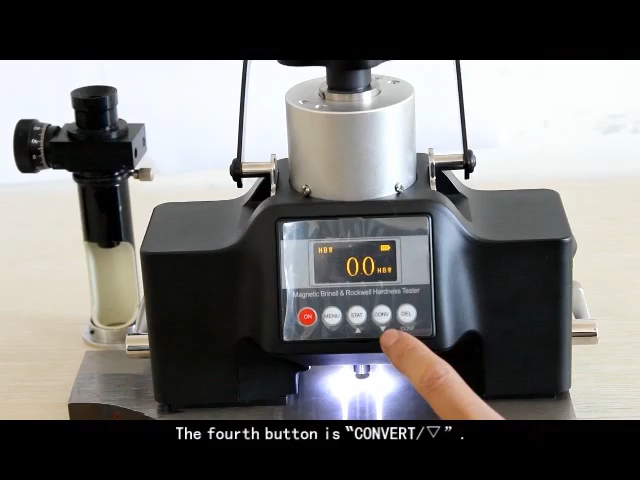 HBW
0.0 HBW
Magnetic Brinell & Rockwell Hardness Tester
ON MENU STAT. CONV DEL
▲ ▼
The fourth button is “CONVERT/▽”.